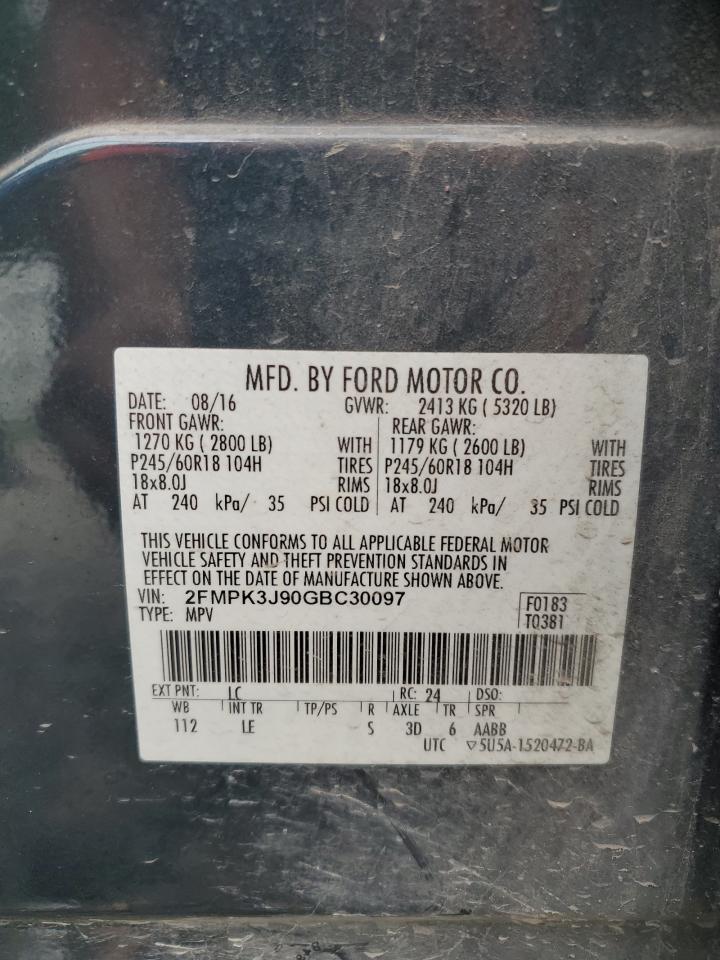 MFD. BY FORD MOTOR CO.
DATE: 08/16 GVWR: 2413 KG ( 5320 LB)
FRONT GAWR: REAR GAWR:
1270 KG ( 2800 LB) WITH 1179 KG ( 2600 LB) WITH
P245/60R18 104H TIRES P245/60R18 104H TIRES
18x8.0J RIMS 18x8.0J RIMS
AT 240 kPa/ 35 PSI COLD AT 240 kPa/ 35 PSI COLD
THIS VEHICLE CONFORMS TO ALL APPLICABLE FEDERAL MOTOR
VEHICLE SAFETY AND THEFT PREVENTION STANDARDS IN
EFFECT ON THE DATE OF MANUFACTURE SHOWN ABOVE.
VIN: 2FMPK3J90GBC30097 F0183
TYPE: MPV T0381
EXT PNT: LC RC: 24 DSO:
WB INT TR TP/PS R AXLE TR SPR
112 LE S 3D 6 AABB
UTC ▽5U5A-1520472-BA